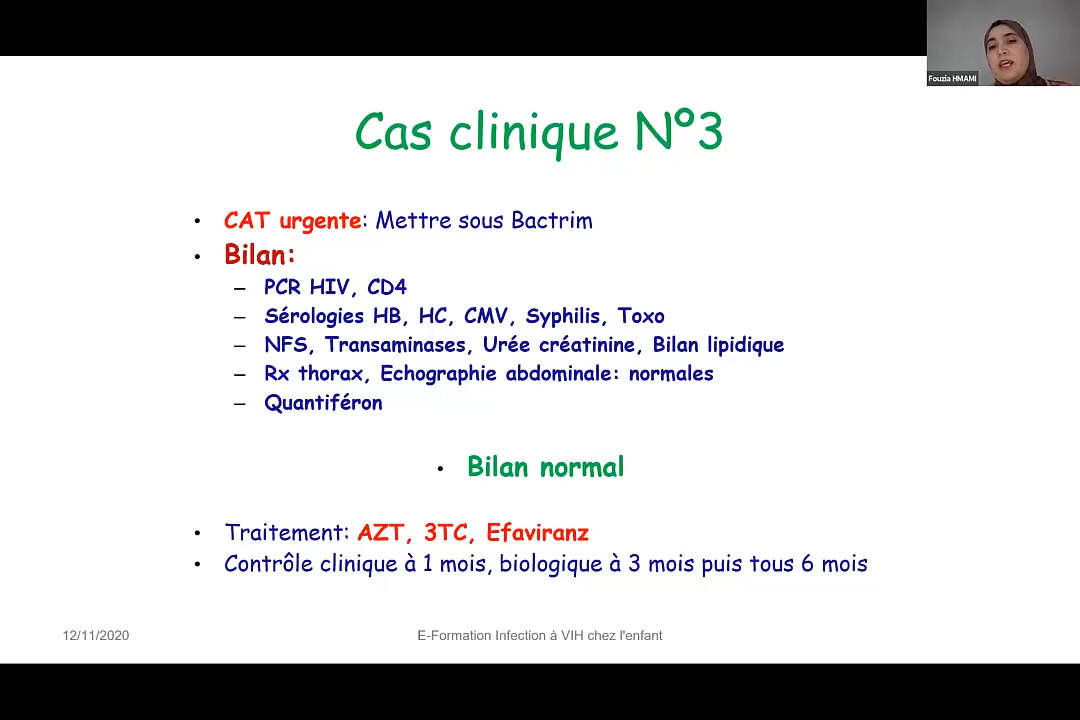 Fouzia HMAMI
Cas clinique N°3
• CAT urgente: Mettre sous Bactrim
• Bilan:
– PCR HIV, CD4
– Sérologies HB, HC, CMV, Syphilis, Toxo
– NFS, Transaminases, Urée créatinine, Bilan lipidique
– Rx thorax, Echographie abdominale: normales
– Quantiféron
• Bilan normal
• Traitement: AZT, 3TC, Efaviranz
• Contrôle clinique à 1 mois, biologique à 3 mois puis tous 6 mois
12/11/2020
E-Formation Infection à VIH chez l'enfant